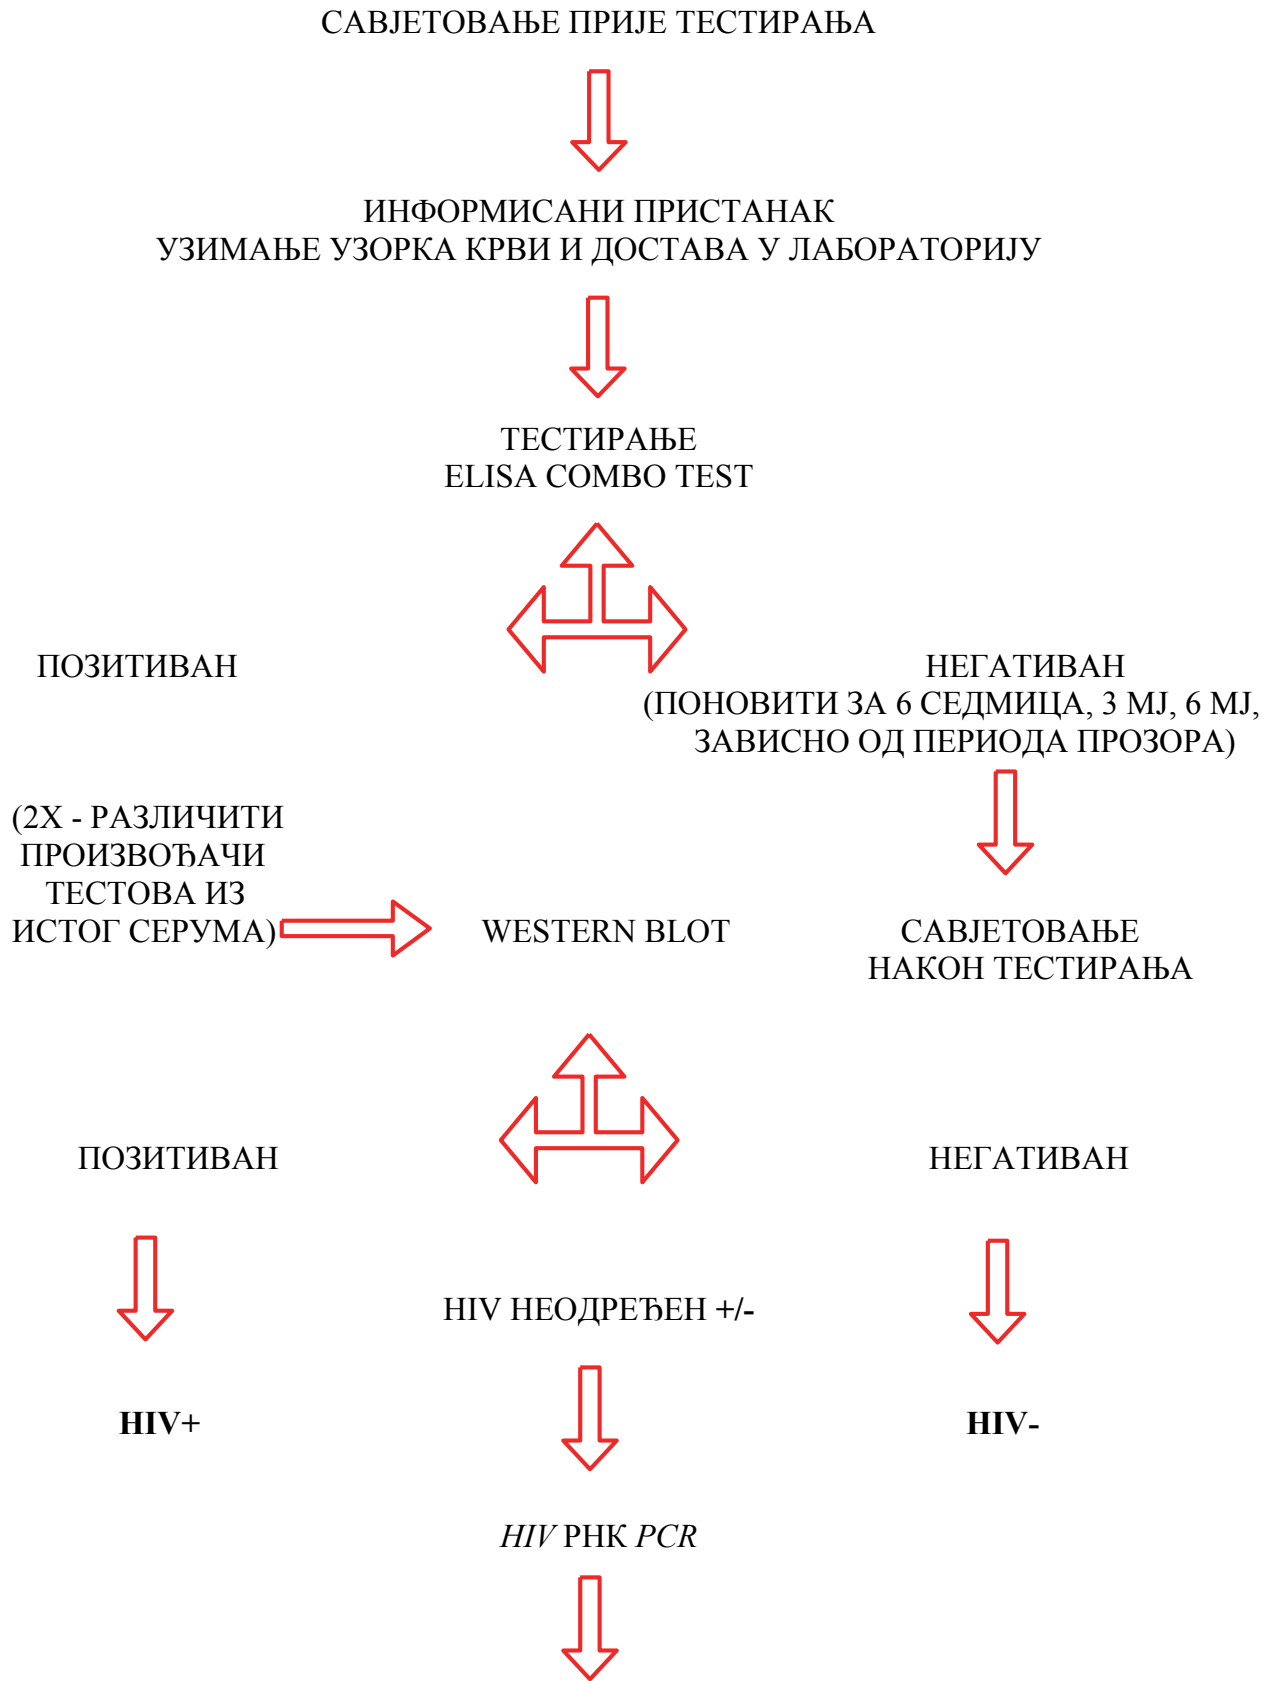 САВЈЕТОВАЊЕ ПРИЈЕ ТЕСТИРАЊА
ИНФОРМИСАНИ ПРИСТАНАК
УЗИМАЊЕ УЗОРКА КРВИ И ДОСТАВА У ЛАБОРАТОРИЈУ
ТЕСТИРАЊЕ
ELISA COMBO TEST
ПОЗИТИВАН
НЕГАТИВАН
(ПОНОВИТИ ЗА 6 СЕДМИЦА, 3 МЈ, 6 МЈ,
ЗАВИСНО ОД ПЕРИОДА ПРОЗОРА)
(2X - РАЗЛИЧИТИ
ПРОИЗВОЂАЧИ
ТЕСТОВА ИЗ
ИСТОГ СЕРУМА)
WESTERN BLOT
САВЈЕТОВАЊЕ
НАКОН ТЕСТИРАЊА
ПОЗИТИВАН
НЕГАТИВАН
HIV НЕОДРЕЂЕН +/-
HIV+
HIV-
HIV РНК PCR